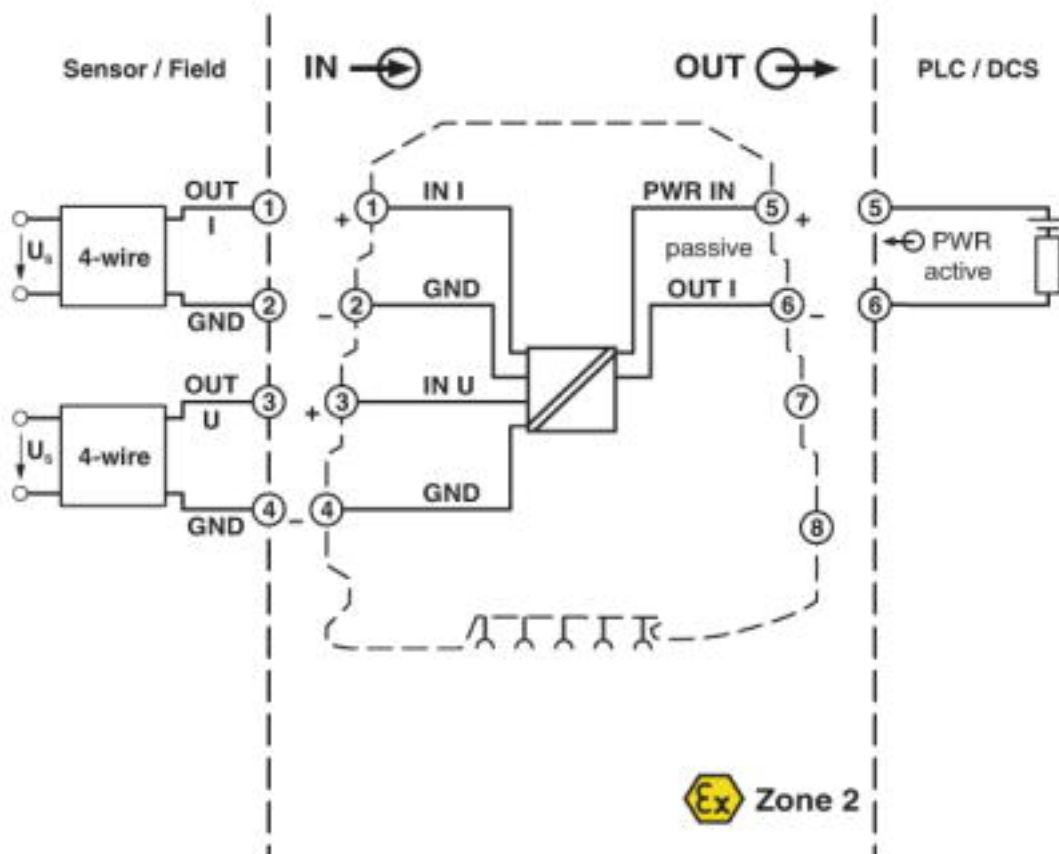 Sensor / Field
IN
OUT
PLC / DCS
OUT
I
1
+
1
IN I
PWR IN
5
+
5
Us
4-wire
passive
PWR
active
2
GND
-
2
GND
OUT I
6
-
6
OUT
U
3
+
3
IN U
7
Us
4-wire
4
GND
-
4
GND
8
Ex
Zone 2